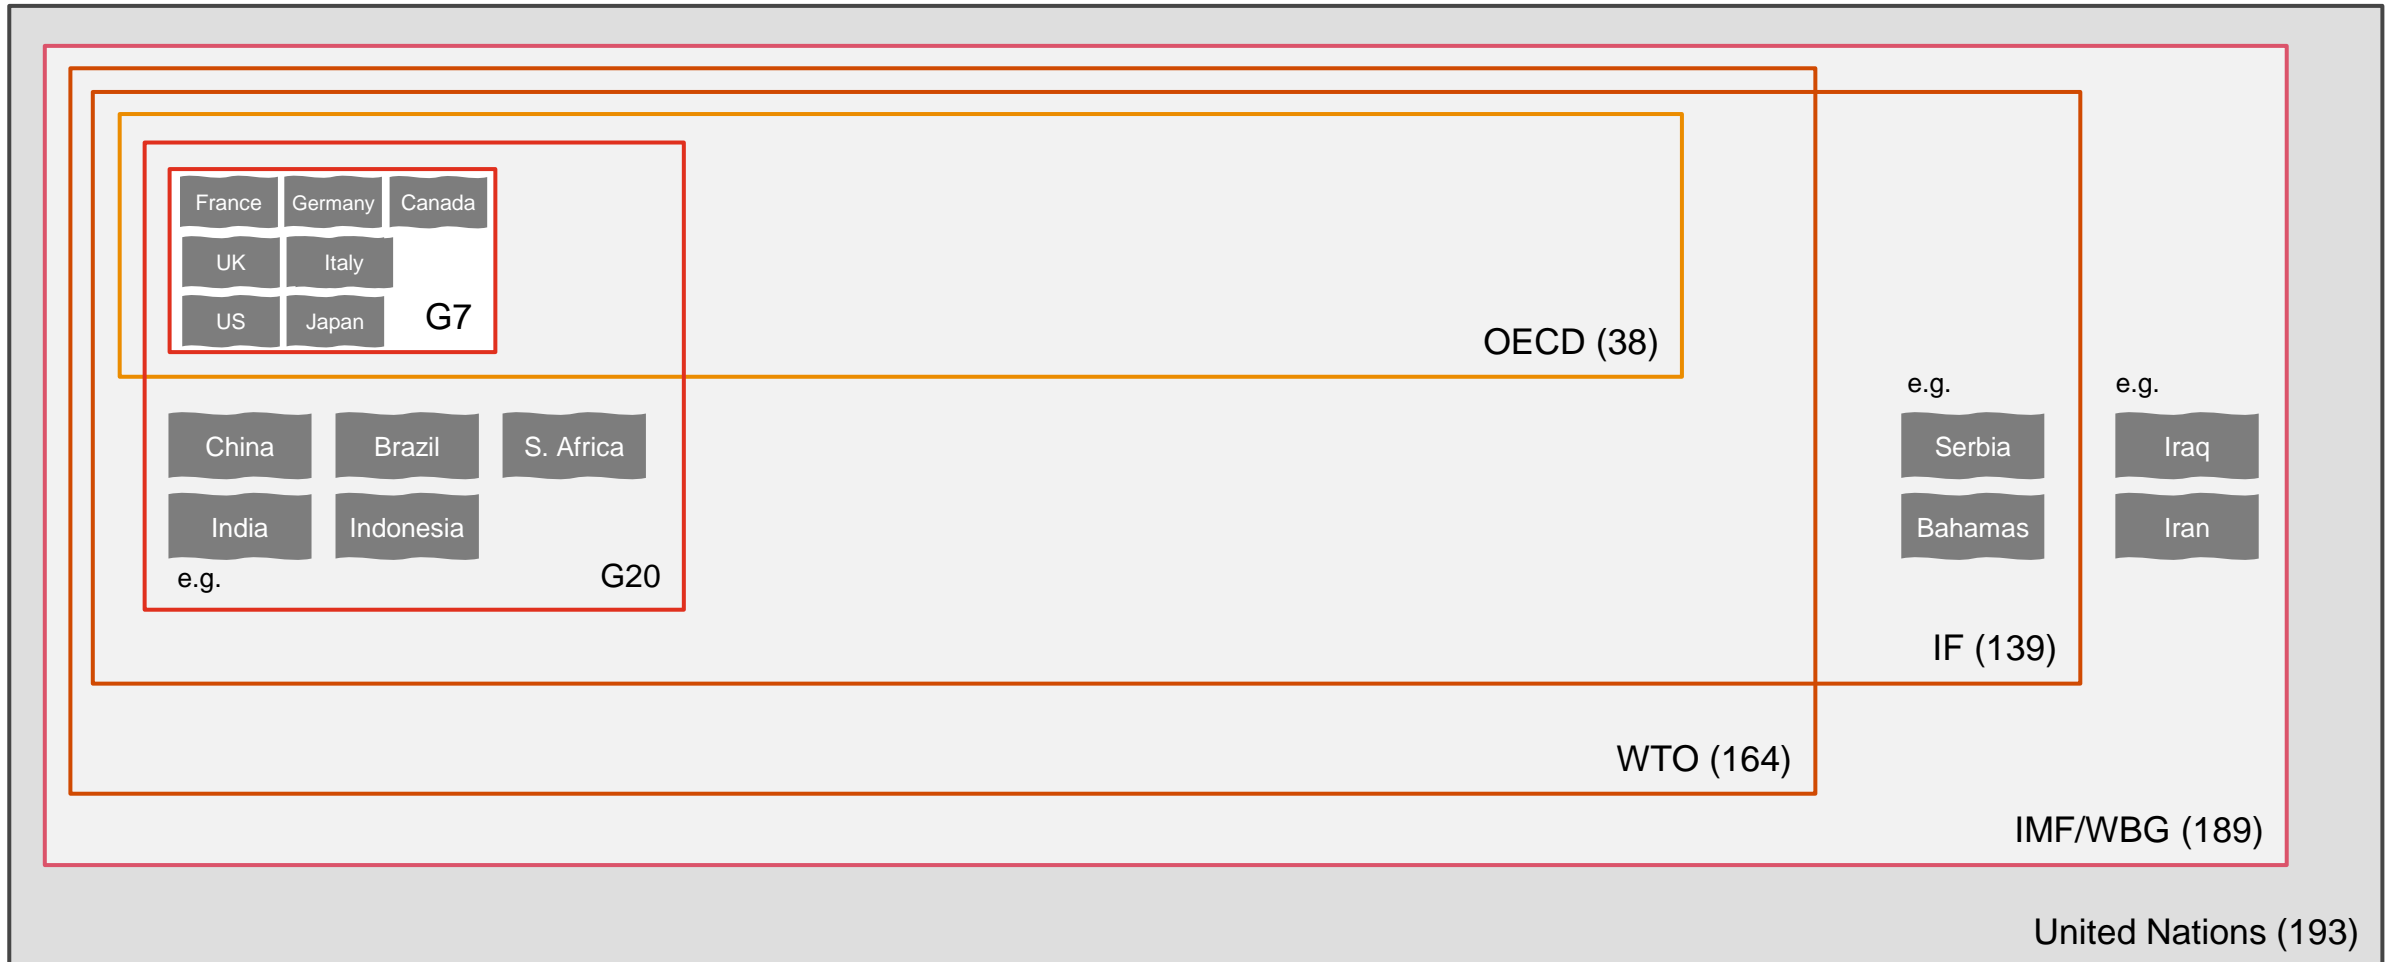 France
Germany
Canada
UK
Italy
US
Japan
G7
OECD (38)
China
Brazil
S. Africa
India
Indonesia
e.g.
G20
e.g.
Serbia
Bahamas
e.g.
Iraq
Iran
IF (139)
WTO (164)
IMF/WBG (189)
United Nations (193)